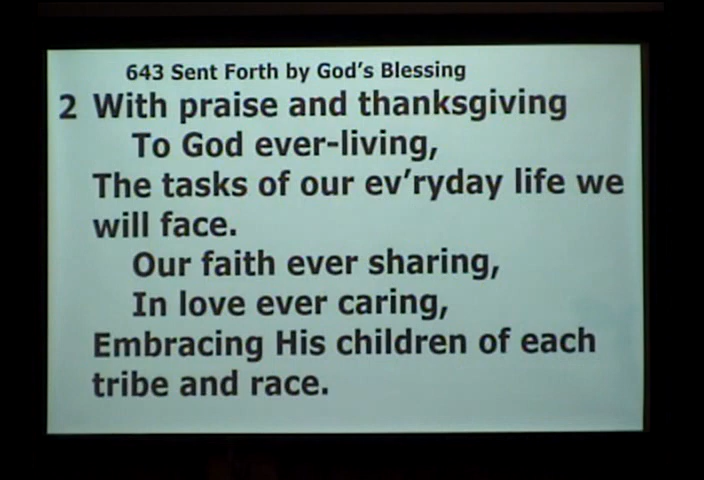 643 Sent Forth by God's Blessing
2 With praise and thanksgiving
To God ever-living,
The tasks of our ev'ryday life we
will face.
Our faith ever sharing,
In love ever caring,
Embracing His children of each
tribe and race.